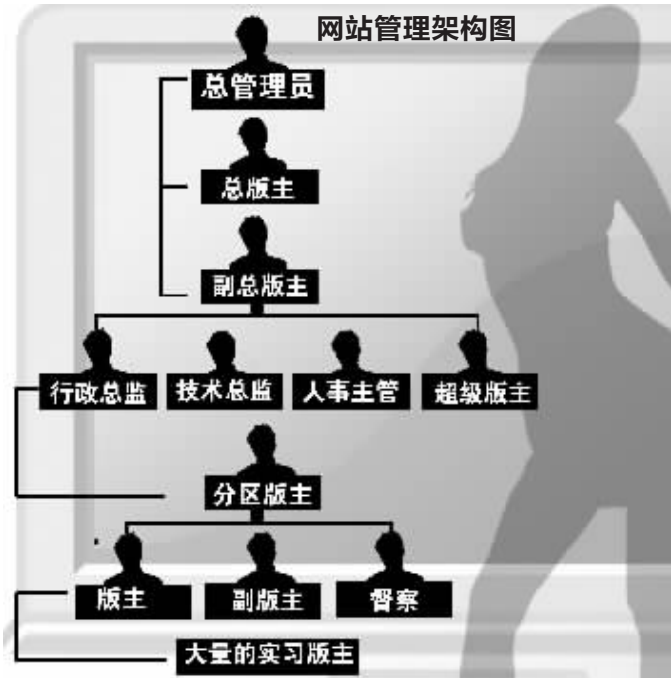 网站管理架构图
总管理员
总版主
副总版主
行政总监 技术总监 人事主管 超级版主
分区版主
版主 副版主 督察
大量的实习版主